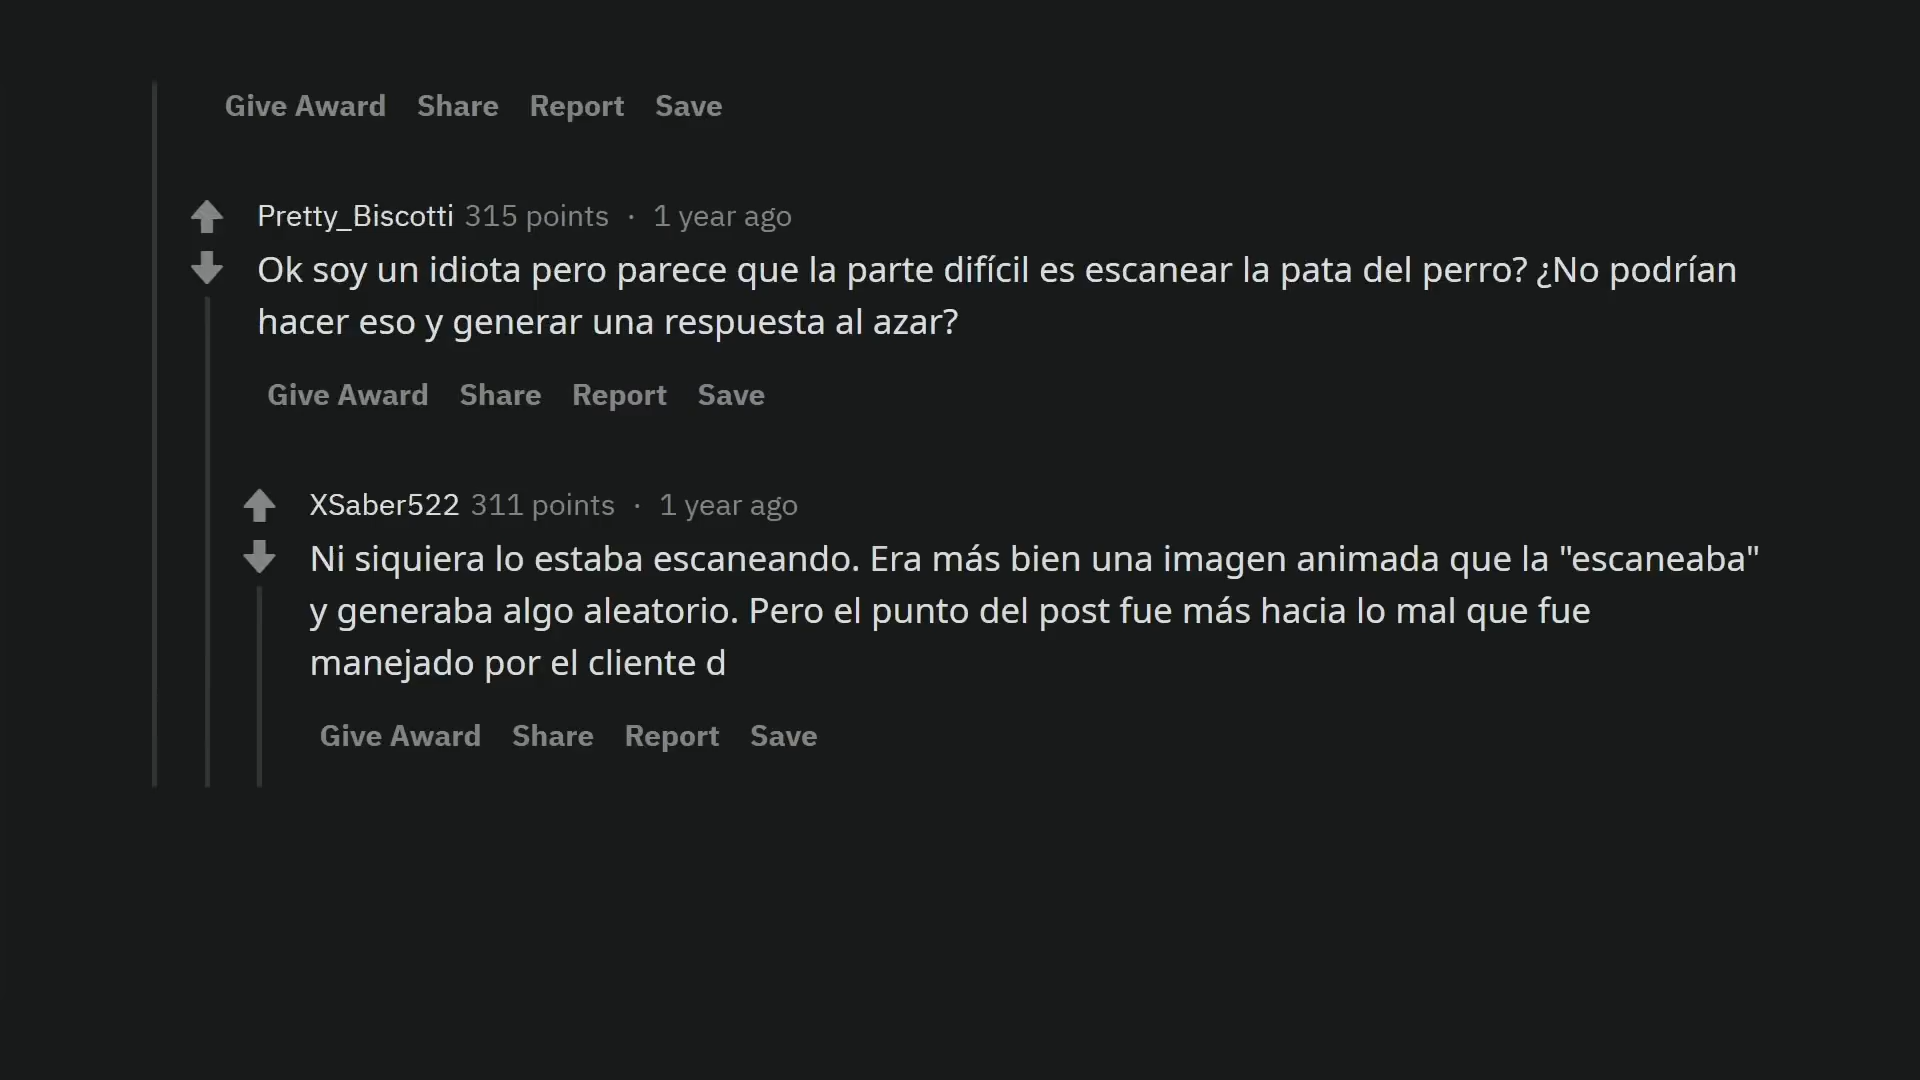 Give Award Share Report Save
Pretty_Biscotti 315 points · 1 year ago
Ok soy un idiota pero parece que la parte difícil es escanear la pata del perro? ¿No podrían
hacer eso y generar una respuesta al azar?
Give Award Share Report Save
XSaber522 311 points · 1 year ago
Ni siquiera lo estaba escaneando. Era más bien una imagen animada que la "escaneaba"
y generaba algo aleatorio. Pero el punto del post fue más hacia lo mal que fue
manejado por el cliente d
Give Award Share Report Save